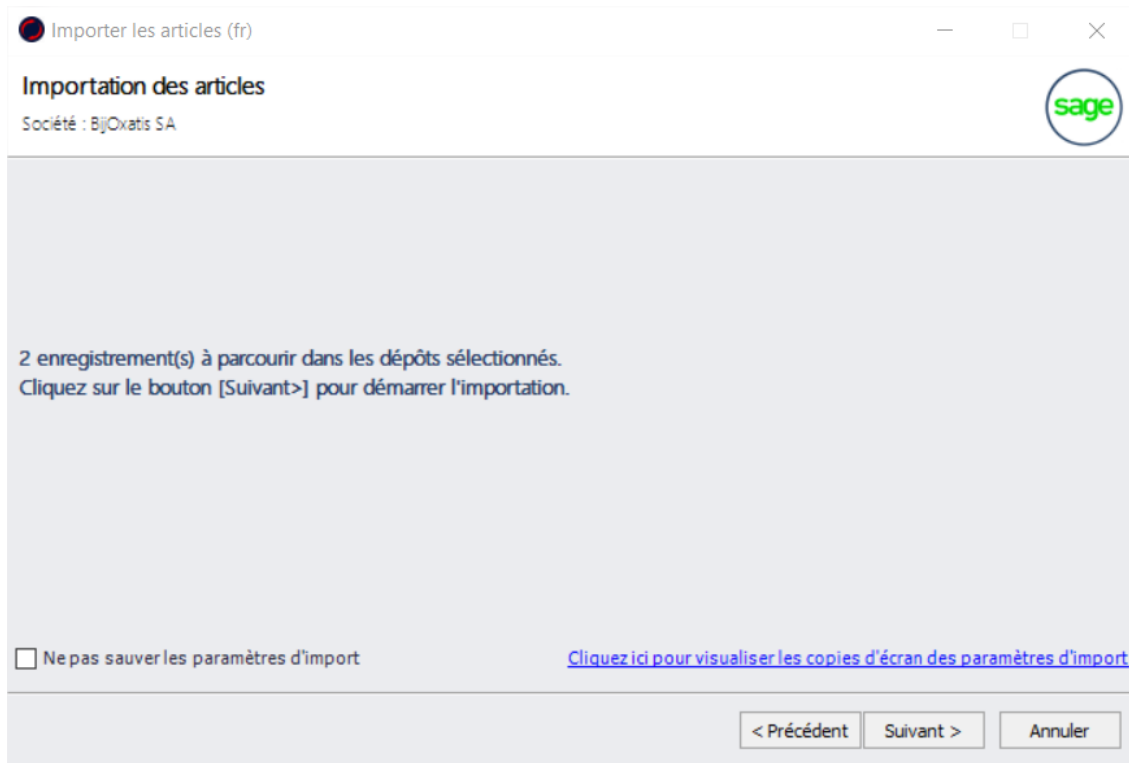 Importer les articles (fr)
Importation des articles
Société : BijOxatis SA
sage
2 enregistrement(s) à parcourir dans les dépôts sélectionnés.
Cliquez sur le bouton [Suivant>] pour démarrer l'importation.
Ne pas sauver les paramètres d'import
Cliquez ici pour visualiser les copies d'écran des paramètres d'import
< Précédent
Suivant >
Annuler